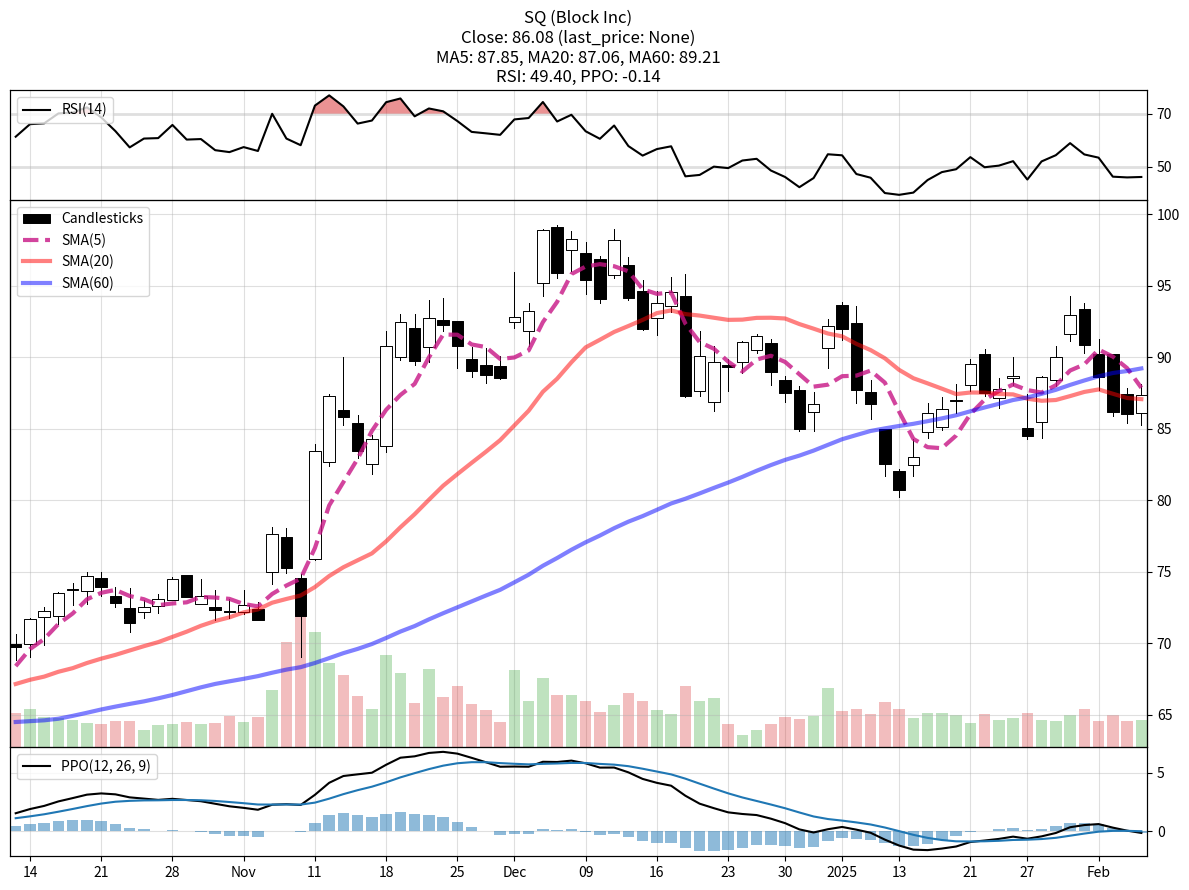 SQ (Block Inc)
Close: 86.08 (last_price: None)
MA5: 87.85, MA20: 87.06, MA60: 89.21
RSI: 49.40, PPO: -0.14
RSI(14)
70
50
Candlesticks
SMA(5)
SMA(20)
SMA(60)
100
95
90
85
80
75
70
65
PPO(12, 26, 9)
5
0
14 21 28 Nov 11 18 25 Dec 09 16 23 30 2025 13 21 27 Feb